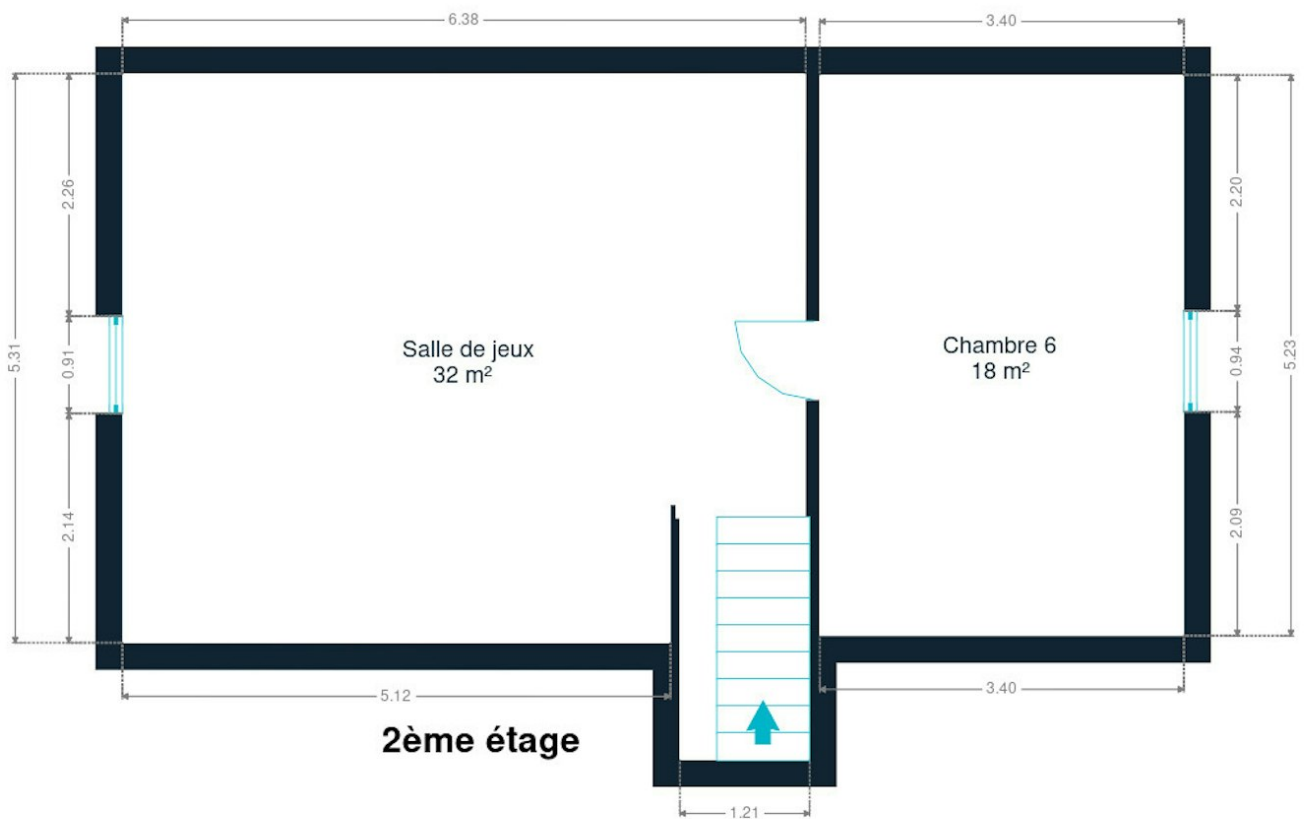 6.38
3.40
2.26
2.20
5.31
0.91
Salle de jeux
32 m²
Chambre 6
18 m²
0.94
5.23
2.14
2.09
5.12
3.40
2ème étage
1.21